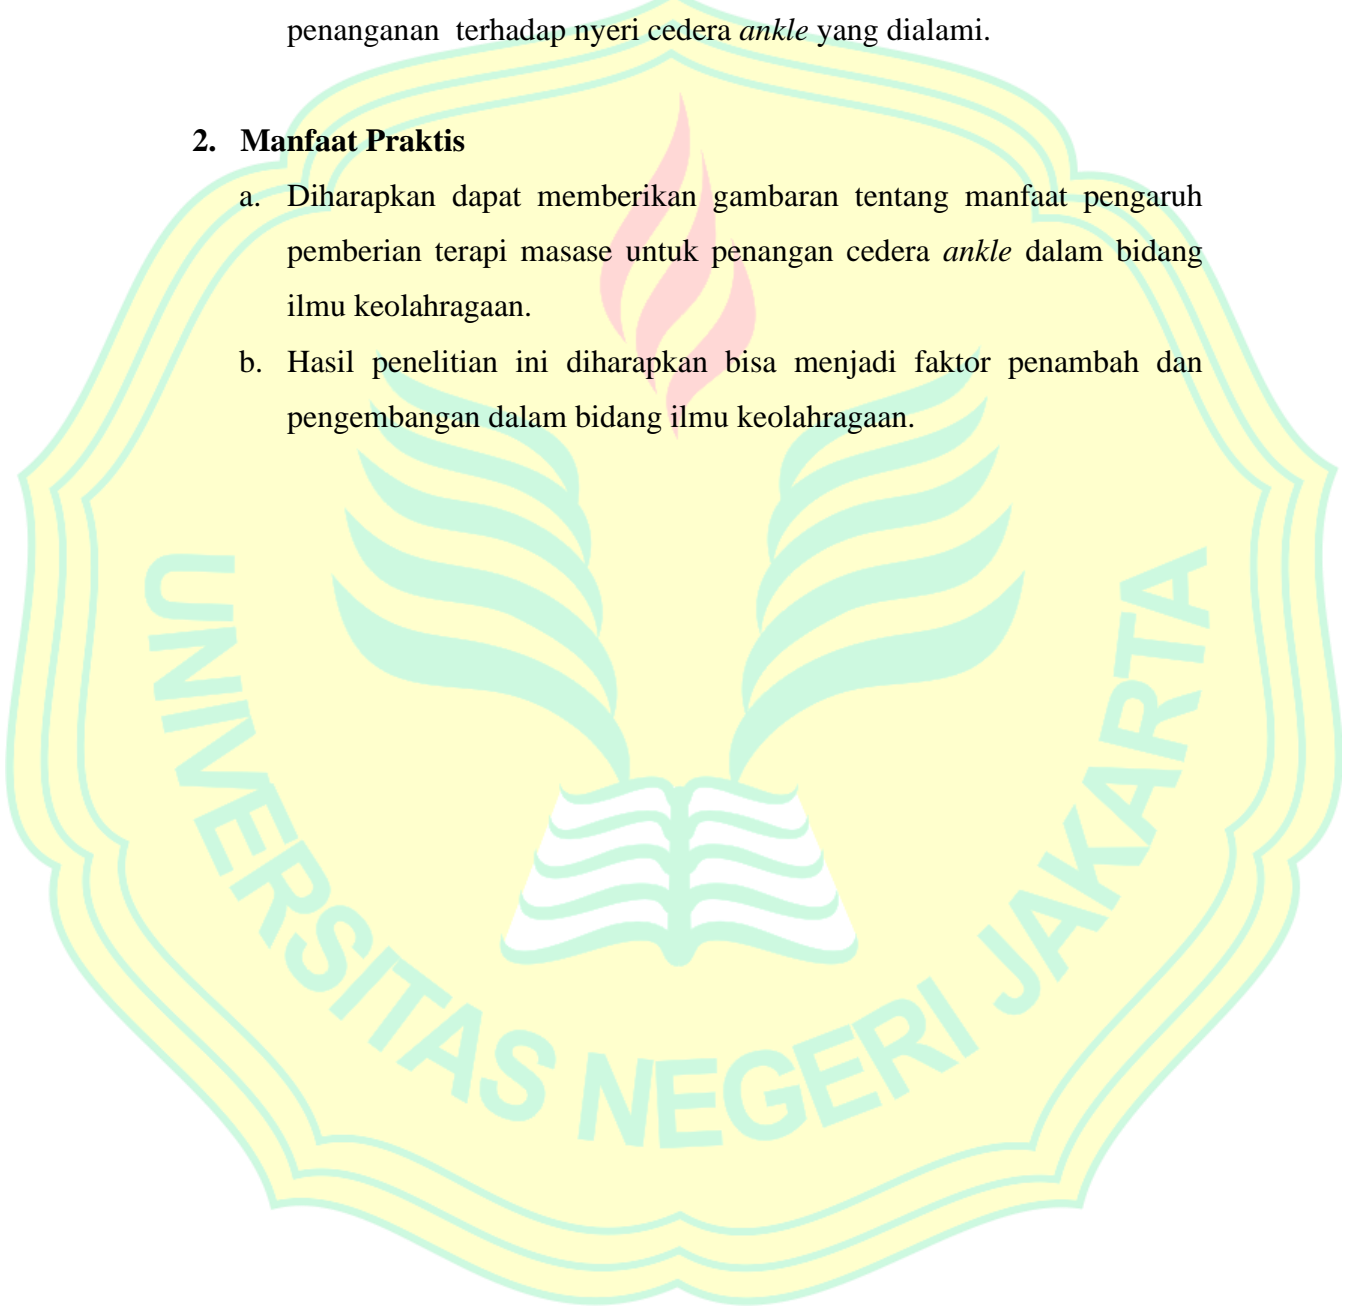 penanganan  terhadap nyeri cedera ankle yang dialami.
2. Manfaat Praktis
a. Diharapkan dapat memberikan gambaran tentang manfaat pengaruh
pemberian terapi masase untuk penangan cedera ankle dalam bidang
ilmu keolahragaan.
b. Hasil penelitian ini diharapkan bisa menjadi faktor penambah dan
pengembangan dalam bidang ilmu keolahragaan.
UNIVERSITAS NEGERI JAKARTA